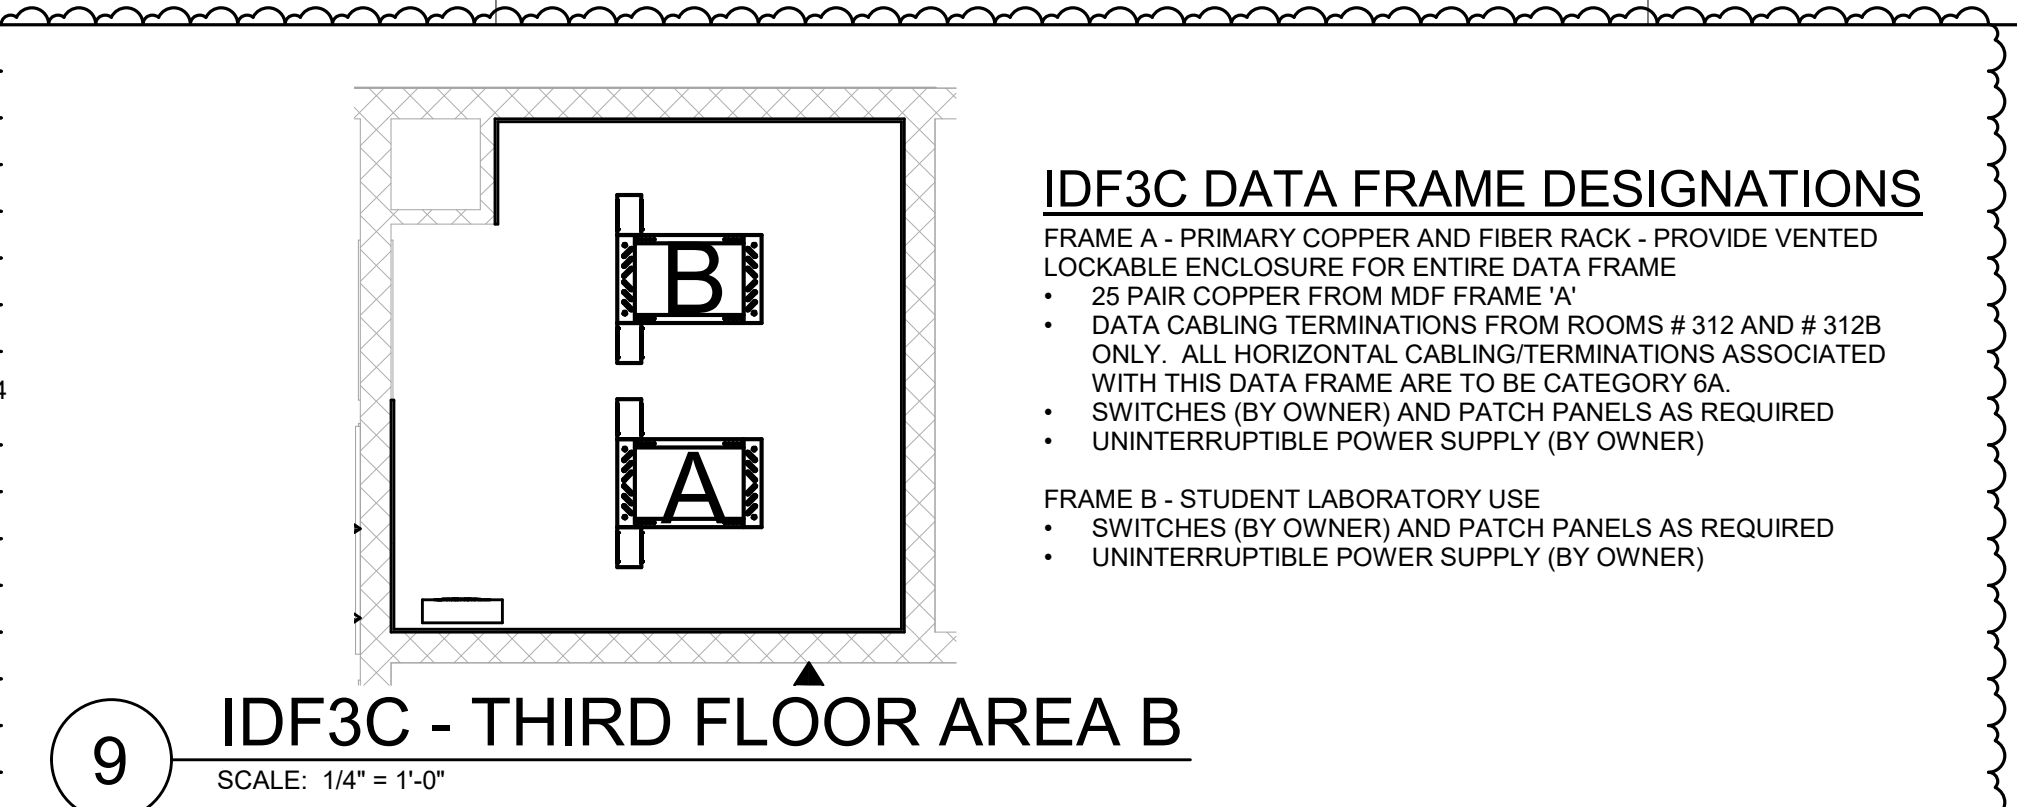 IDF3C DATA FRAME DESIGNATIONS
FRAME A - PRIMARY COPPER AND FIBER RACK - PROVIDE VENTED
LOCKABLE ENCLOSURE FOR ENTIRE DATA FRAME
• 25 PAIR COPPER FROM MDF FRAME 'A'
• DATA CABLING TERMINATIONS FROM ROOMS # 312 AND # 312B
ONLY. ALL HORIZONTAL CABLING/TERMINATIONS ASSOCIATED
WITH THIS DATA FRAME ARE TO BE CATEGORY 6A.
• SWITCHES (BY OWNER) AND PATCH PANELS AS REQUIRED
• UNINTERRUPTIBLE POWER SUPPLY (BY OWNER)
FRAME B - STUDENT LABORATORY USE
• SWITCHES (BY OWNER) AND PATCH PANELS AS REQUIRED
• UNINTERRUPTIBLE POWER SUPPLY (BY OWNER)
B
A
4
9
IDF3C - THIRD FLOOR AREA B
SCALE: 1/4" = 1'-0"